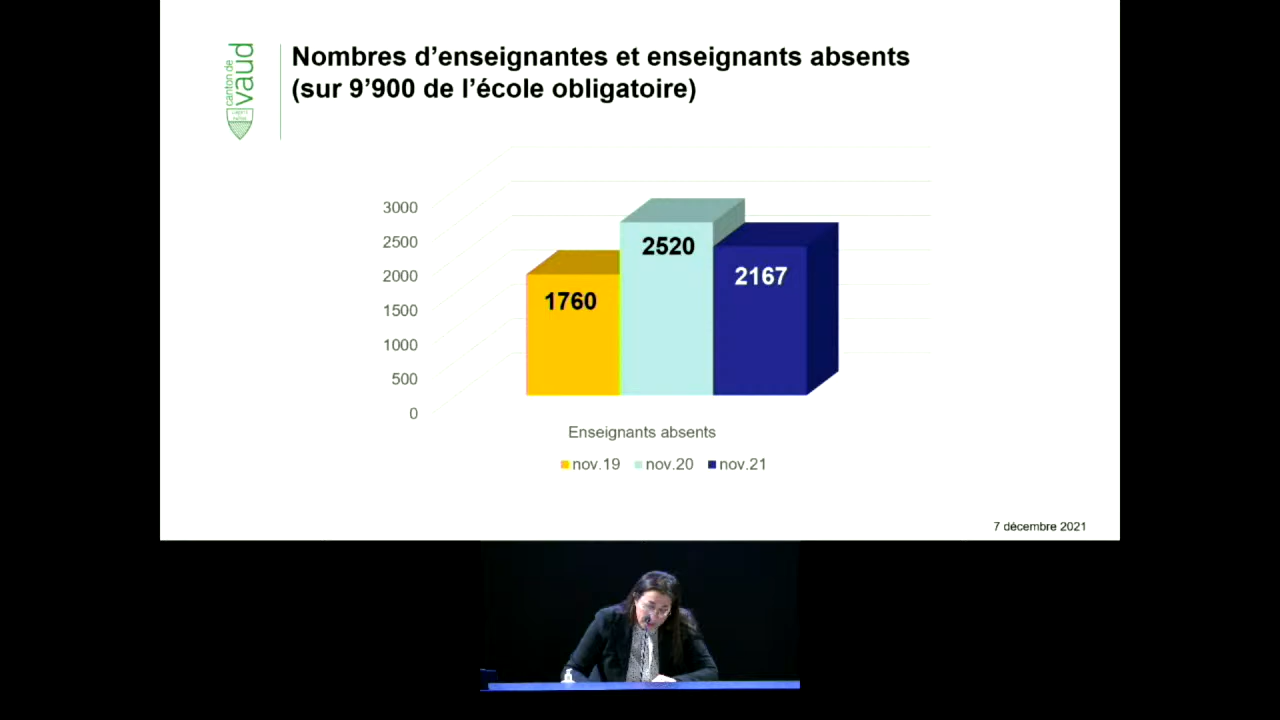 canton de
vaud
Nombres d’enseignantes et enseignants absents
(sur 9’900 de l’école obligatoire)
3000
2500
2000
1500
1000
500
0
1760
2520
2167
Enseignants absents
nov.19 nov.20 nov.21
7 décembre 2021